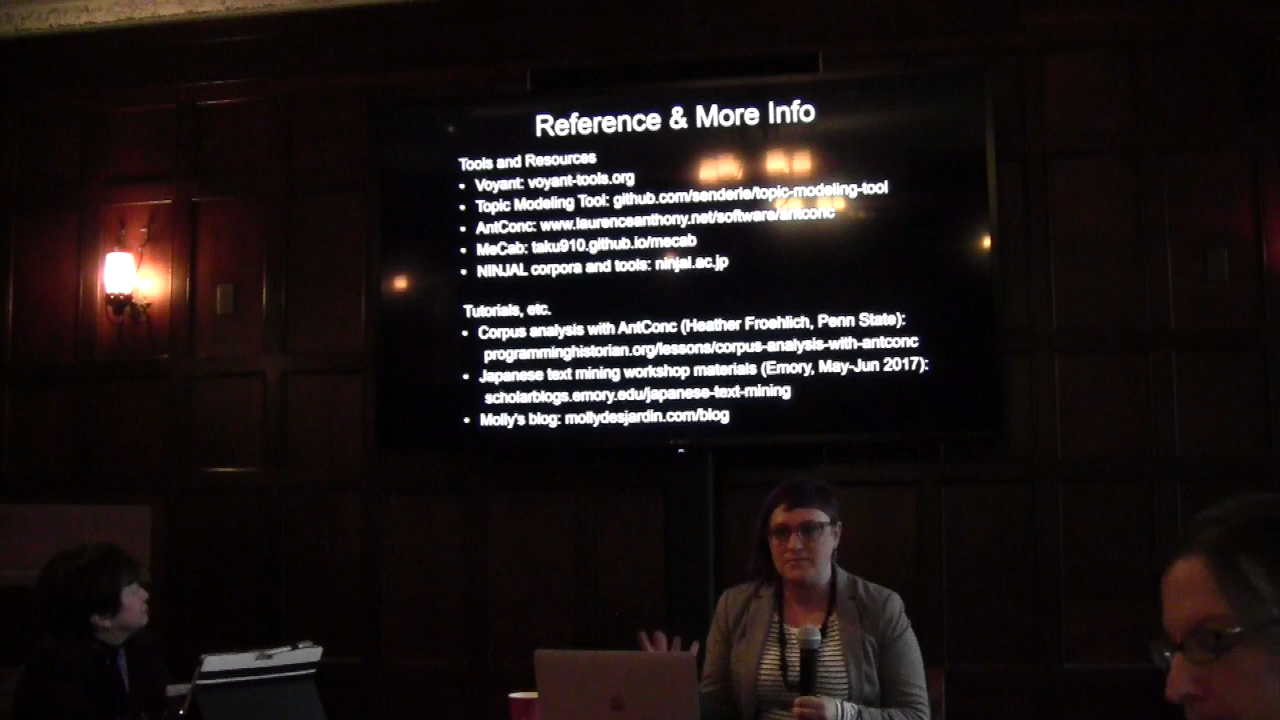 Reference & More Info
Tools and Resources
• Voyant: voyant-tools.org
• Topic Modeling Tool: github.com/senderle/topic-modeling-tool
• AntConc: www.laurenceanthony.net/software/antconc
• MeCab: taku910.github.io/mecab
• NINJAL corpora and tools: ninjal.ac.jp
Tutorials, etc.
• Corpus analysis with AntConc (Heather Froehlich, Penn State):
programminghistorian.org/lessons/corpus-analysis-with-antconc
• Japanese text mining workshop materials (Emory, May-Jun 2017):
scholarblogs.emory.edu/japanese-text-mining
• Molly's blog: mollydesjardin.com/blog